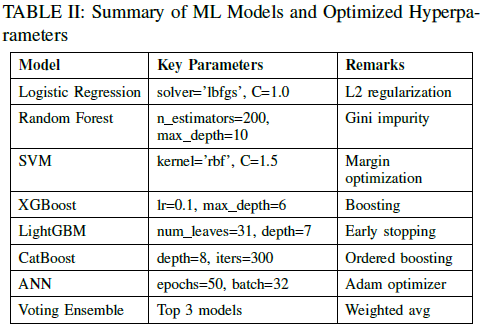 TABLE II: Summary of ML Models and Optimized Hyperpa-
rameters
Model Key Parameters Remarks
Logistic Regression solver='lbfgs', C=1.0 L2 regularization
Random Forest n_estimators=200, Gini impurity
max_depth=10
SVM kernel='rbf', C=1.5 Margin
optimization
XGBoost lr=0.1, max_depth=6 Boosting
LightGBM num_leaves=31, depth=7 Early stopping
CatBoost depth=8, iters=300 Ordered boosting
ANN epochs=50, batch=32 Adam optimizer
Voting Ensemble Top 3 models Weighted avg